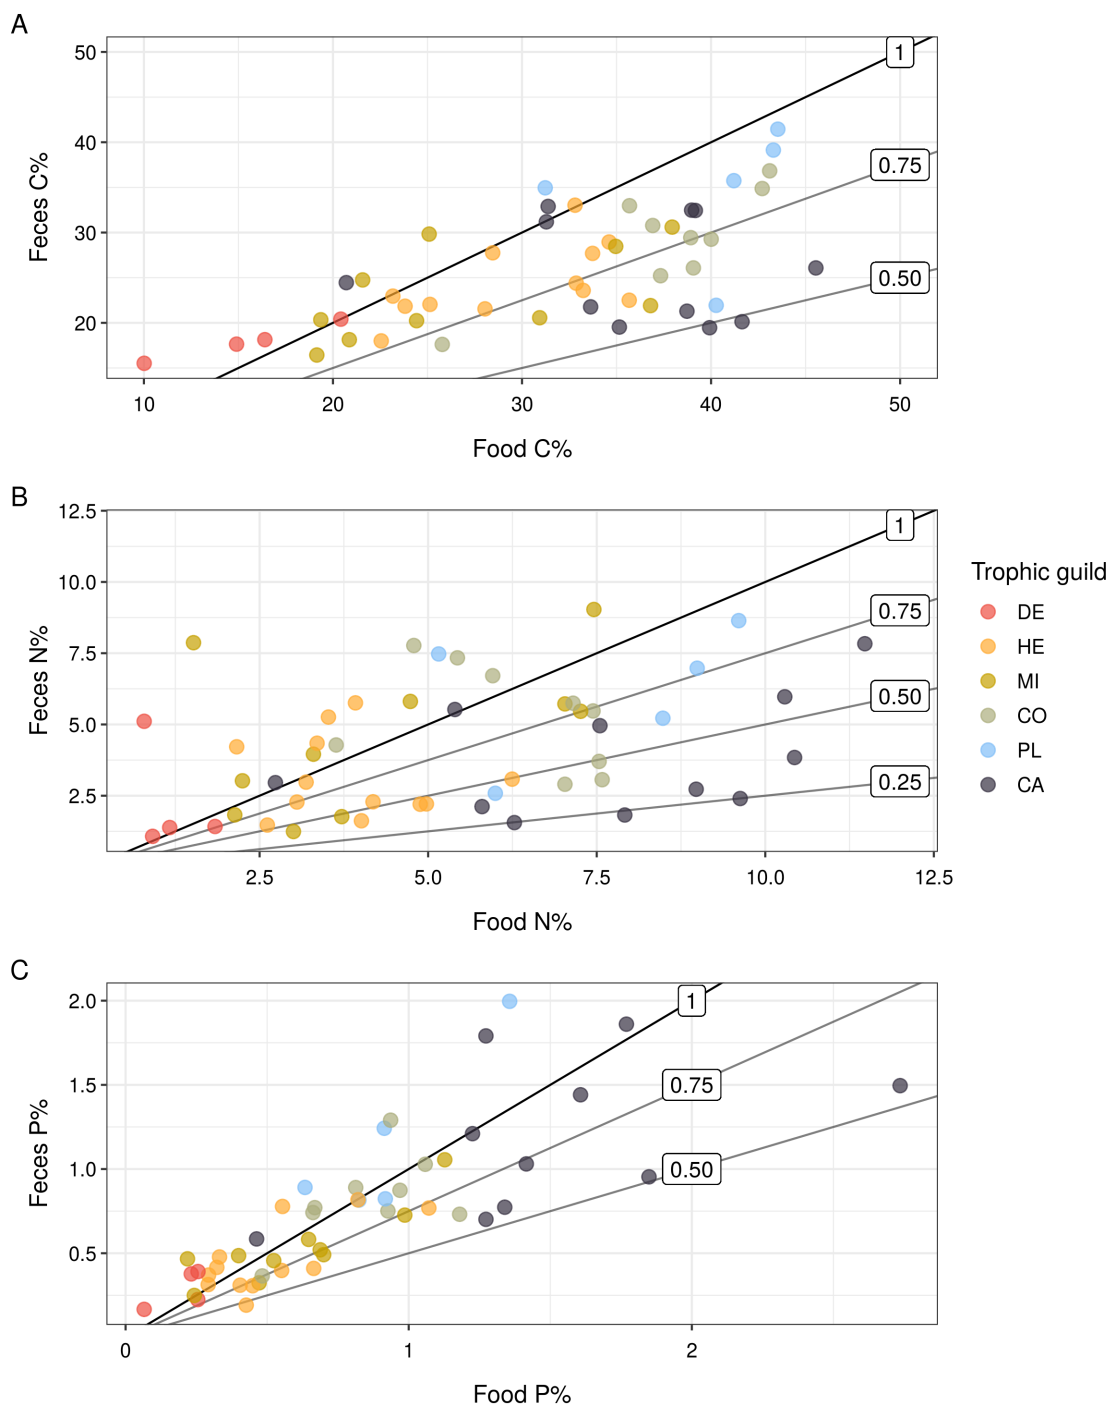 A
50
40
30
20
Feces C%
1
0.75
0.50
10 20 30 40 50
Food C%
B
12.5
10.0
7.5
5.0
2.5
Feces N%
1
0.75
0.50
0.25
2.5 5.0 7.5 10.0 12.5
Food N%
Trophic guild
DE
HE
MI
CO
PL
CA
C
2.0
1.5
1.0
0.5
Feces P%
1
0.75
0.50
0 1 2
Food P%